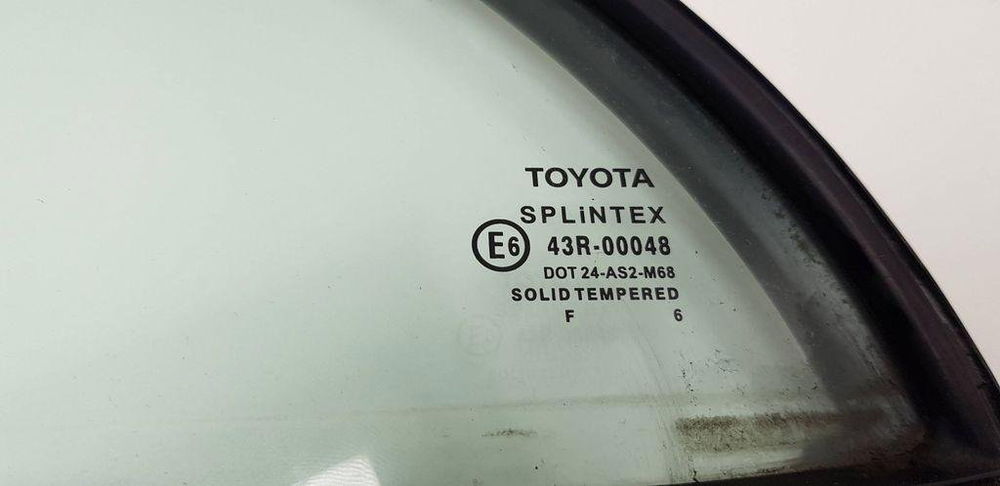 TOYOTA
SPLiNTEX
E6 43R-00048
DOT 24-AS2-M68
SOLID TEMPERED
F 6